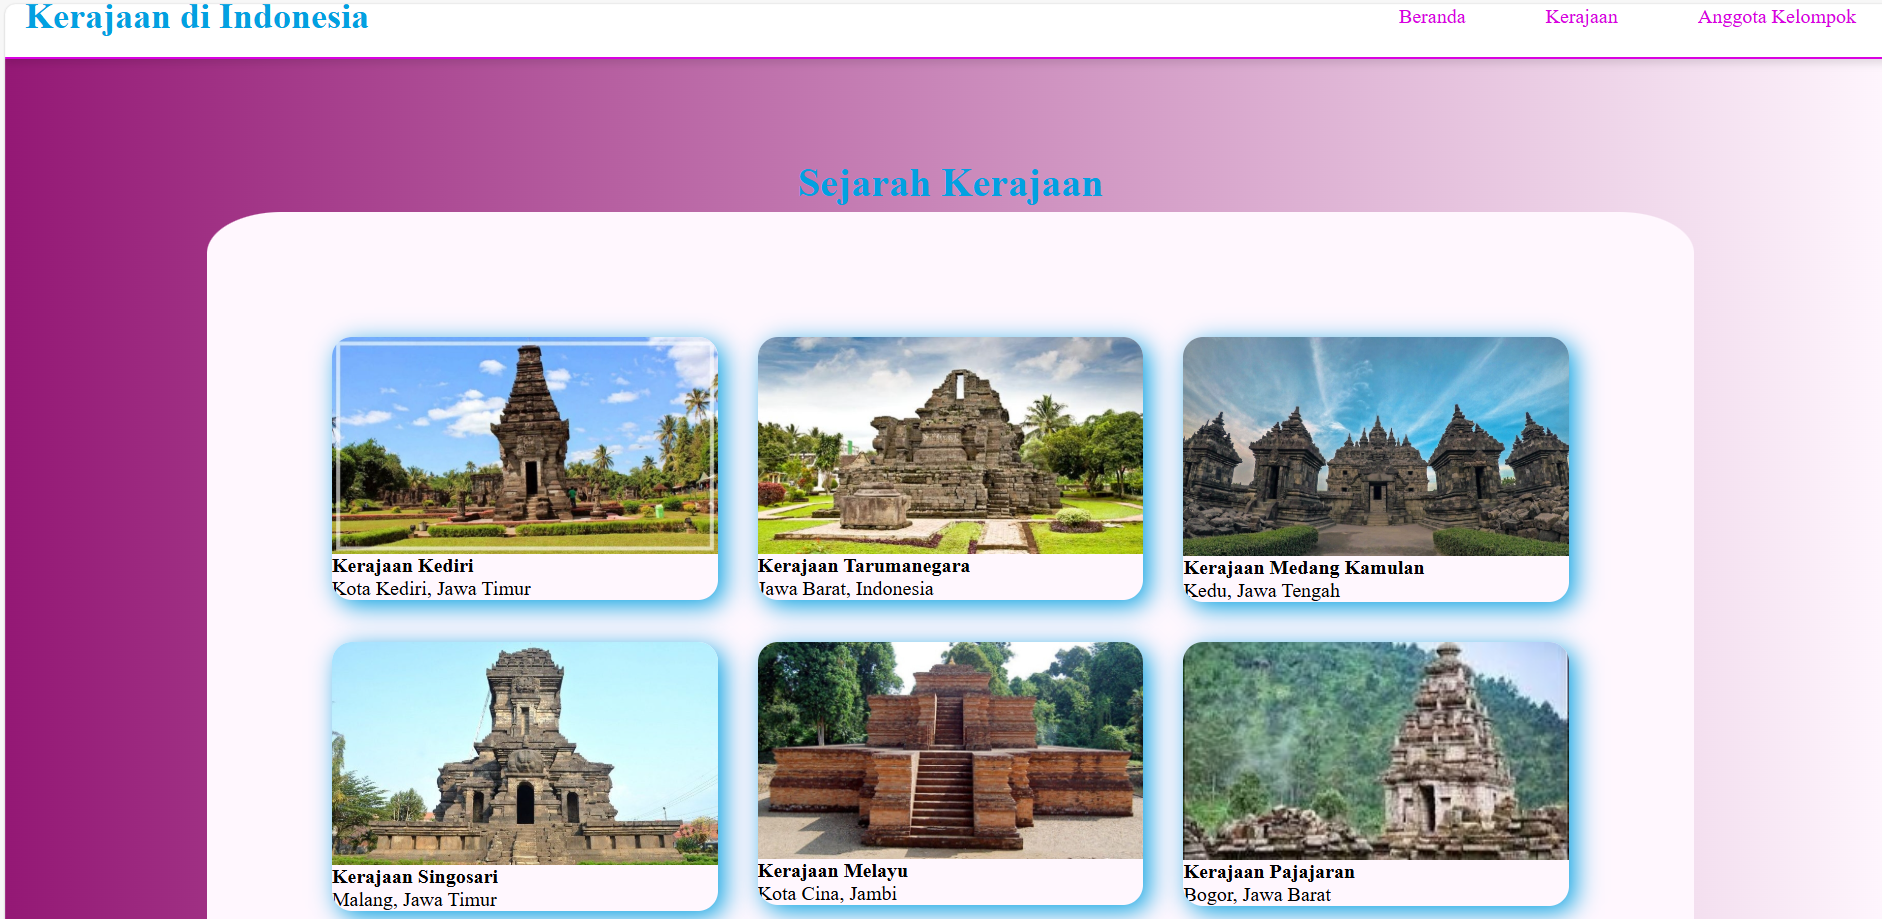 Kerajaan di Indonesia
Beranda Kerajaan Anggota Kelompok
Sejarah Kerajaan
Kerajaan Kediri
Kota Kediri, Jawa Timur
Kerajaan Tarumanegara
Jawa Barat, Indonesia
Kerajaan Medang Kamulan
Kedu, Jawa Tengah
Kerajaan Singosari
Malang, Jawa Timur
Kerajaan Melayu
Kota Cina, Jambi
Kerajaan Pajajaran
Bogor, Jawa Barat